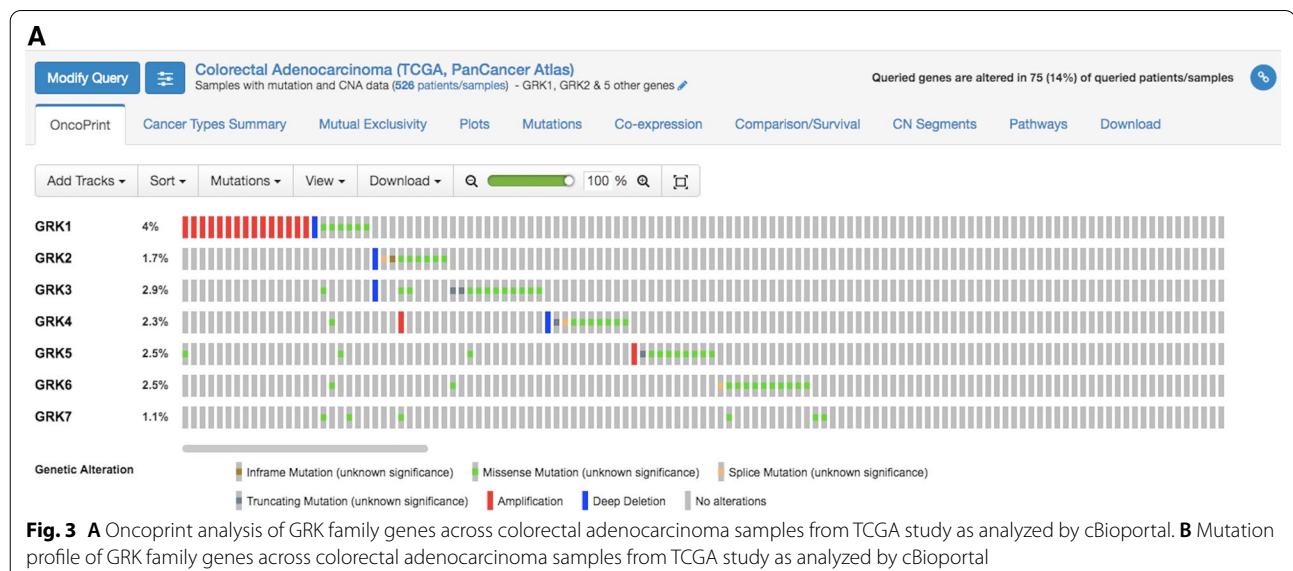 A
Modify Query
Colorectal Adenocarcinoma (TCGA, PanCancer Atlas)
Samples with mutation and CNA data (526 patients/samples) - GRK1, GRK2 & 5 other genes
Queried genes are altered in 75 (14%) of queried patients/samples
OncoPrint Cancer Types Summary Mutual Exclusivity Plots Mutations Co-expression Comparison/Survival CN Segments Pathways Download
Add Tracks Sort Mutations View Download 100 %
GRK1 4%
GRK2 1.7%
GRK3 2.9%
GRK4 2.3%
GRK5 2.5%
GRK6 2.5%
GRK7 1.1%
Genetic Alteration Inframe Mutation (unknown significance) Missense Mutation (unknown significance) Splice Mutation (unknown significance)
Truncating Mutation (unknown significance) Amplification Deep Deletion No alterations
Fig. 3 A Oncoprint analysis of GRK family genes across colorectal adenocarcinoma samples from TCGA study as analyzed by cBioportal. B Mutation
profile of GRK family genes across colorectal adenocarcinoma samples from TCGA study as analyzed by cBioportal